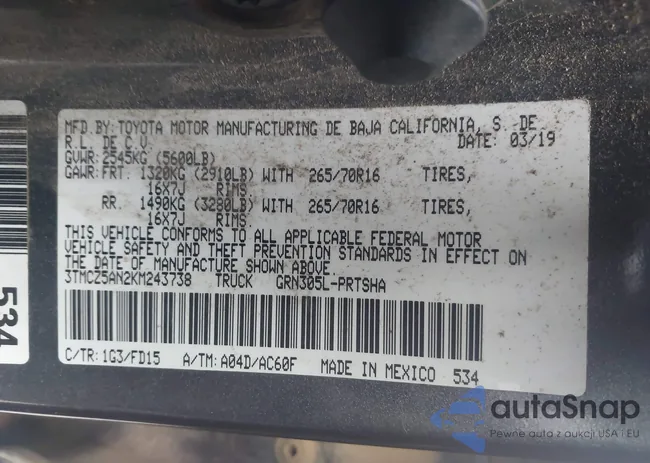 MFD.BY:TOYOTA MOTOR MANUFACTURING DE BAJA CALIFORNIA, S. DE
R.L. DE C.V. DATE: 03/19
GVWR:2545KG (5600LB)
GAWR:FRT. 1320KG (2910LB)WITH 265/70R16 TIRES,
16X7J RIMS.
RR. 1490KG (3280LB)WITH 265/70R16 TIRES,
16X7J RIMS.
THIS VEHICLE CONFORMS TO ALL APPLICABLE FEDERAL MOTOR
VEHICLE SAFETY AND THEFT PREVENTION STANDARDS IN EFFECT ON
THE DATE OF MANUFACTURE SHOWN ABOVE.
3TMCZ5AN2KM243738 TRUCK GRN305L-PRTSHA
C/TR:1G3/FD15 A/TM:A04D/AC60F MADE IN MEXICO 534
534
autaSnap
Pewne auta z aukcji USA i EU